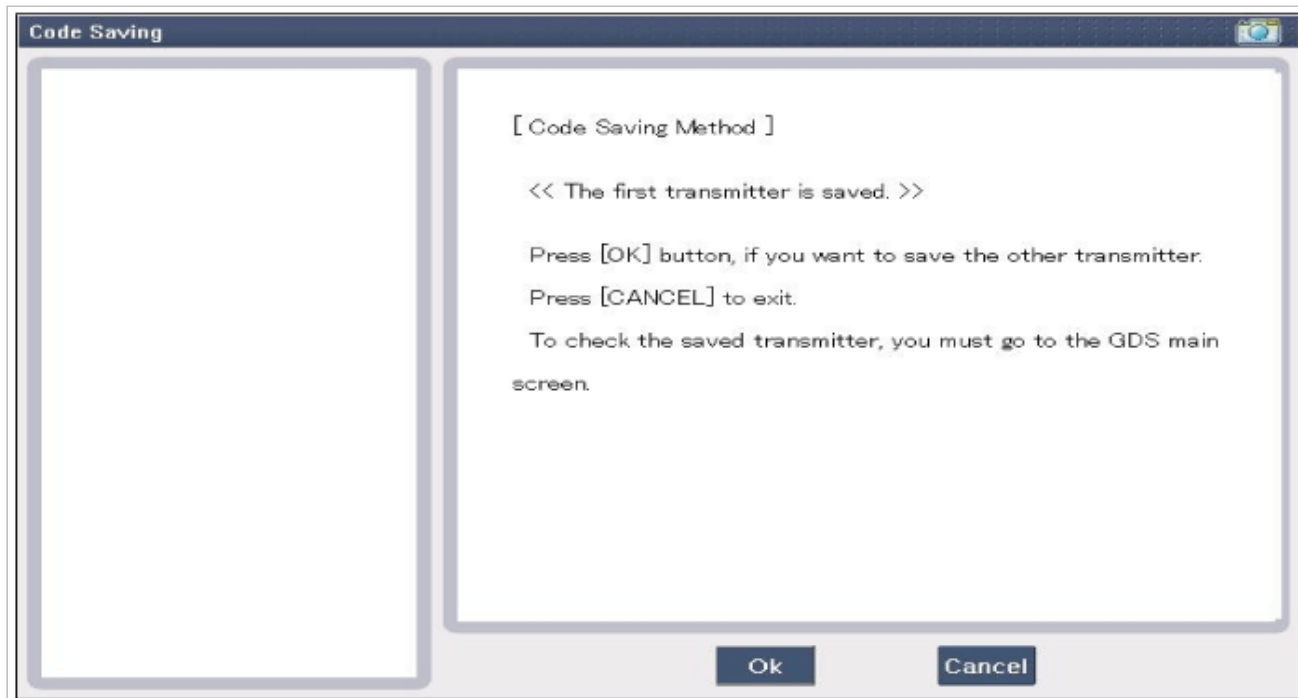 Code Saving
[ Code Saving Method ]
<< The first transmitter is saved. >>
Press [OK] button, if you want to save the other transmitter.
Press [CANCEL] to exit.
To check the saved transmitter, you must go to the GDS main
screen.
Ok
Cancel